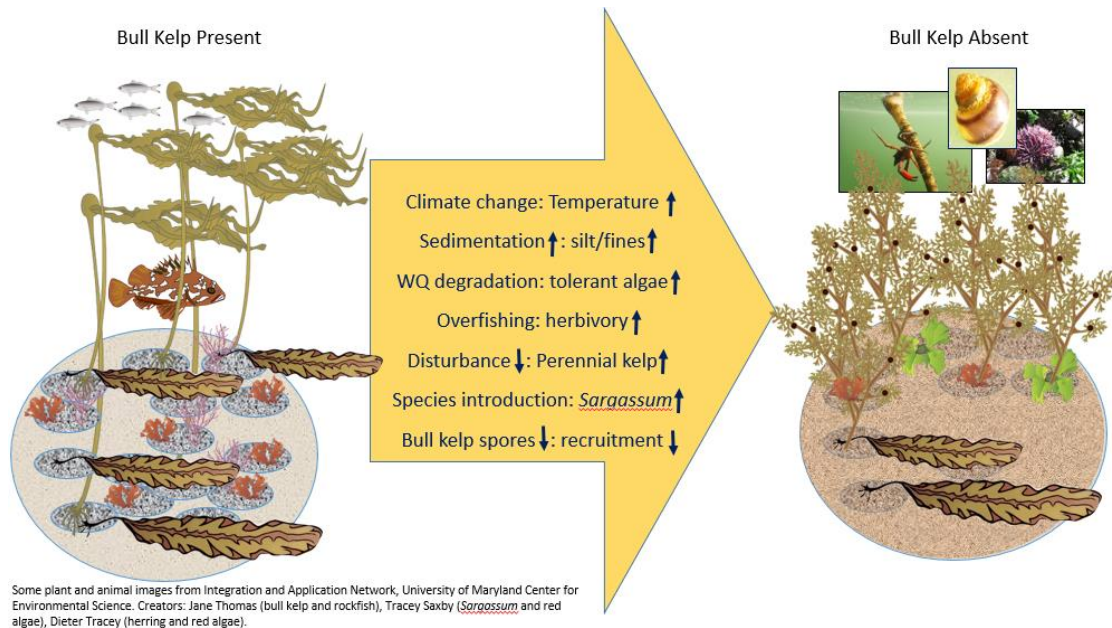 Bull Kelp Present
Bull Kelp Absent
Climate change: Temperature ↑
Sedimentation ↑: silt/fines ↑
WQ degradation: tolerant algae ↑
Overfishing: herbivory ↑
Disturbance ↓: Perennial kelp ↑
Species introduction: Sargassum ↑
Bull kelp spores ↓: recruitment ↓
Some plant and animal images from Integration and Application Network, University of Maryland Center for
Environmental Science. Creators: Jane Thomas (bull kelp and rockfish), Tracey Saxby (Sargassum and red
algae), Dieter Tracey (herring and red algae).